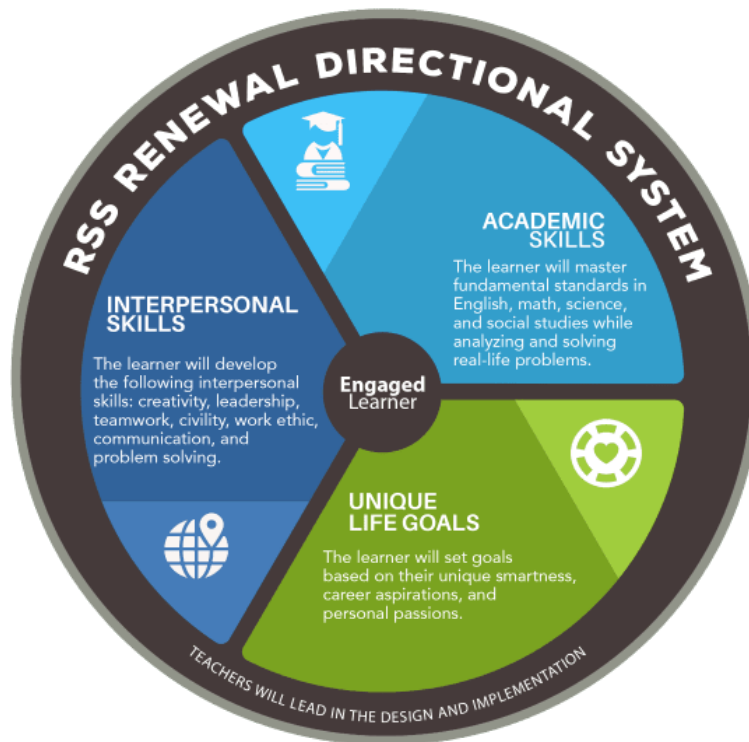 RSS RENEWAL DIRECTIONAL SYSTEM
ACADEMIC
SKILLS
The learner will master
fundamental standards in
English, math, science,
and social studies while
analyzing and solving
real-life problems.
INTERPERSONAL
SKILLS
The learner will develop
the following interpersonal
skills: creativity, leadership,
teamwork, civility, work ethic,
communication, and
problem solving.
Engaged
Learner
UNIQUE
LIFE GOALS
The learner will set goals
based on their unique smartness,
career aspirations, and
personal passions.
TEACHERS WILL LEAD IN THE DESIGN AND IMPLEMENTATION